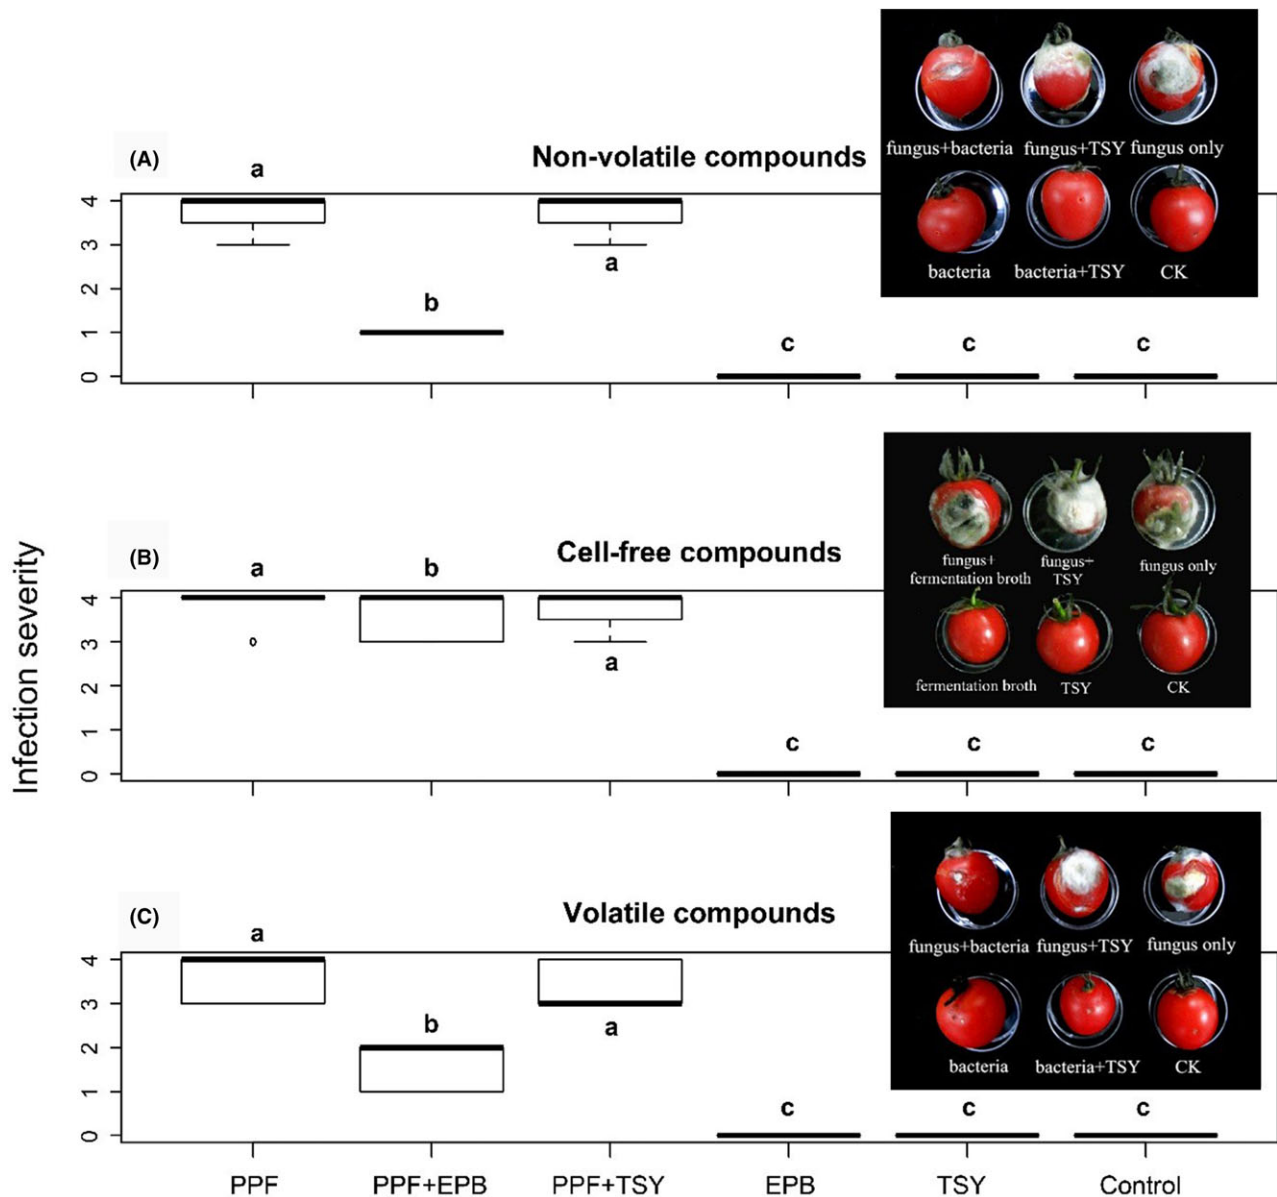 (A)
Non-volatile compounds
a
b
a
c
c
c
4
3
2
1
0
fungus+bacteria fungus+TSY fungus only
bacteria bacteria+TSY CK
(B)
Cell-free compounds
a
b
a
c
c
c
4
3
2
1
0
fungus+ fungus+ fungus only
fermentation broth TSY
fermentation broth TSY CK
Infection severity
(C)
Volatile compounds
a
b
a
c
c
c
4
3
2
1
0
fungus+bacteria fungus+TSY fungus only
bacteria bacteria+TSY CK
PPF PPF+EPB PPF+TSY EPB TSY Control